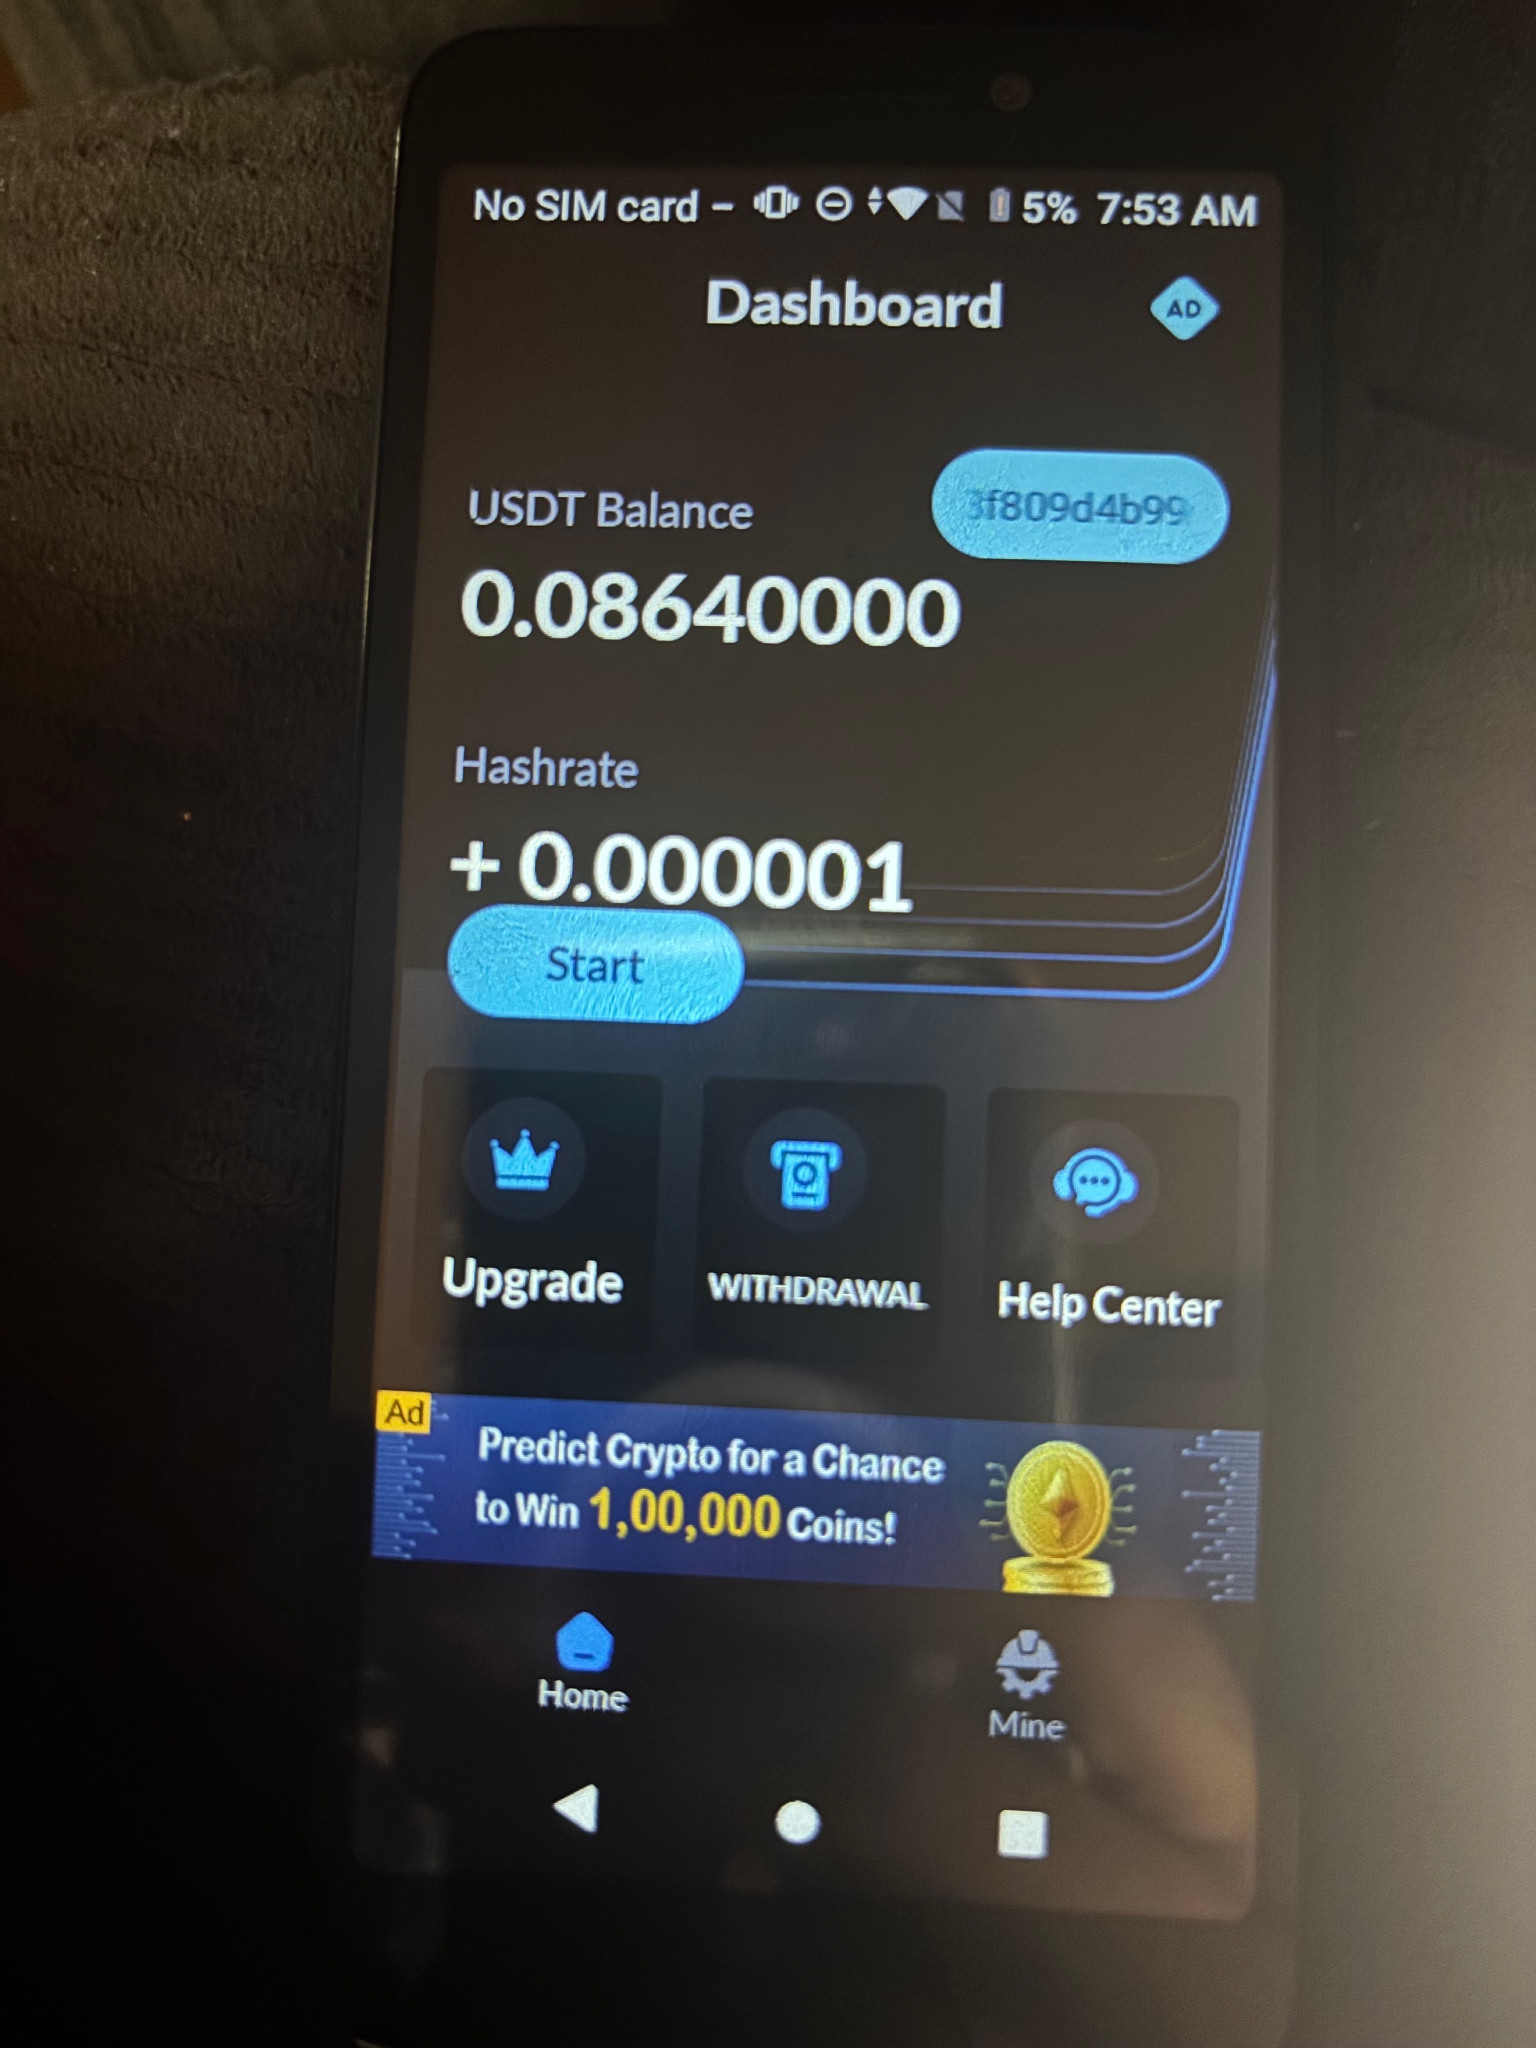 No SIM card – 5% 7:53 AM
Dashboard
AD
USDT Balance
3f809d4b99
0.08640000
Hashrate
+ 0.000001
Start
Upgrade
WITHDRAWAL
Help Center
Ad
Predict Crypto for a Chance
to Win 1,00,000 Coins!
Home
Mine